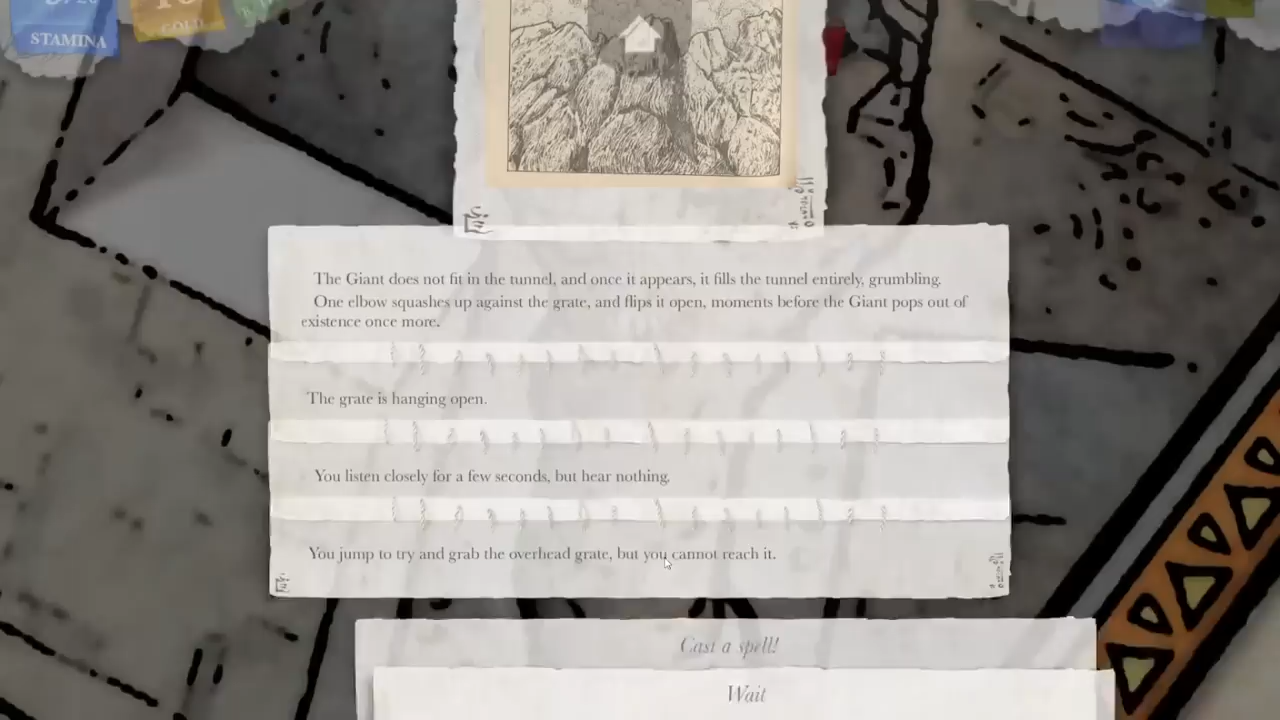 STAMINA
GOLD
The Giant does not fit in the tunnel, and once it appears, it fills the tunnel entirely, grumbling.
One elbow squashes up against the grate, and flips it open, moments before the Giant pops out of
existence once more.
The grate is hanging open.
You listen closely for a few seconds, but hear nothing.
You jump to try and grab the overhead grate, but you cannot reach it.
Cast a spell!
Wait